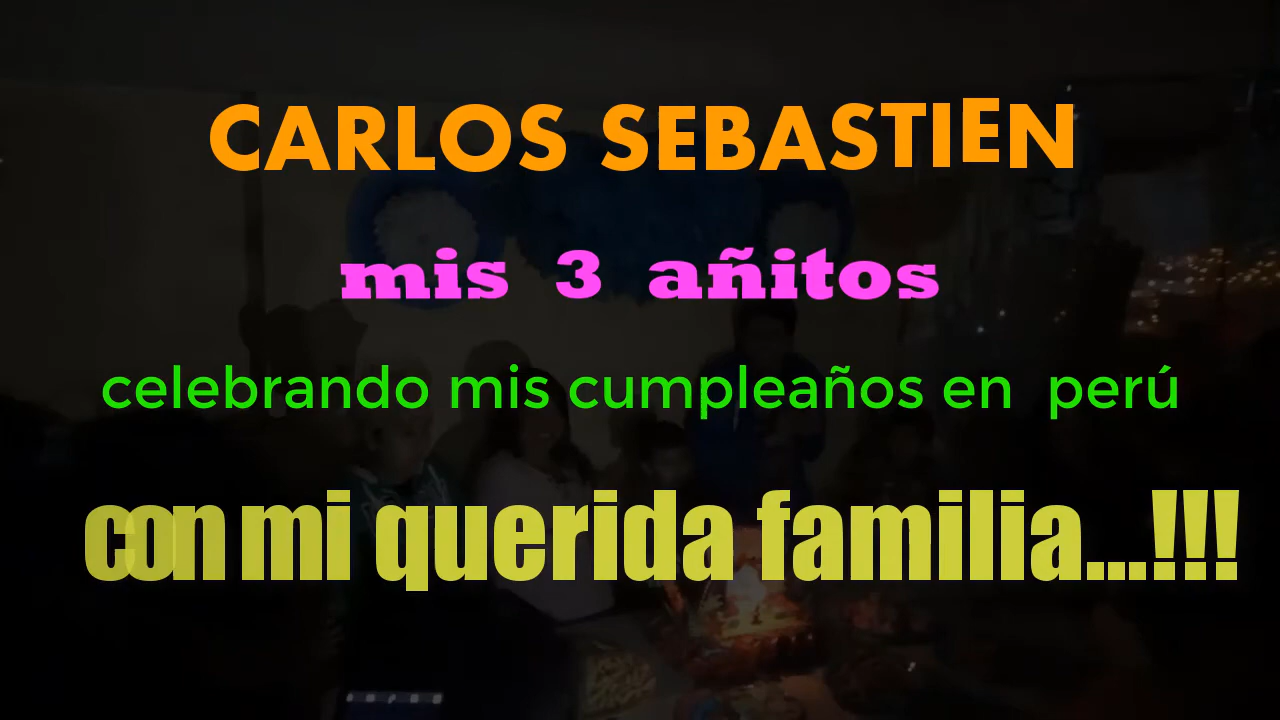 CARLOS SEBASTIEN
mis 3 añitos
celebrando mis cumpleaños en perú
con mi querida familia...!!!